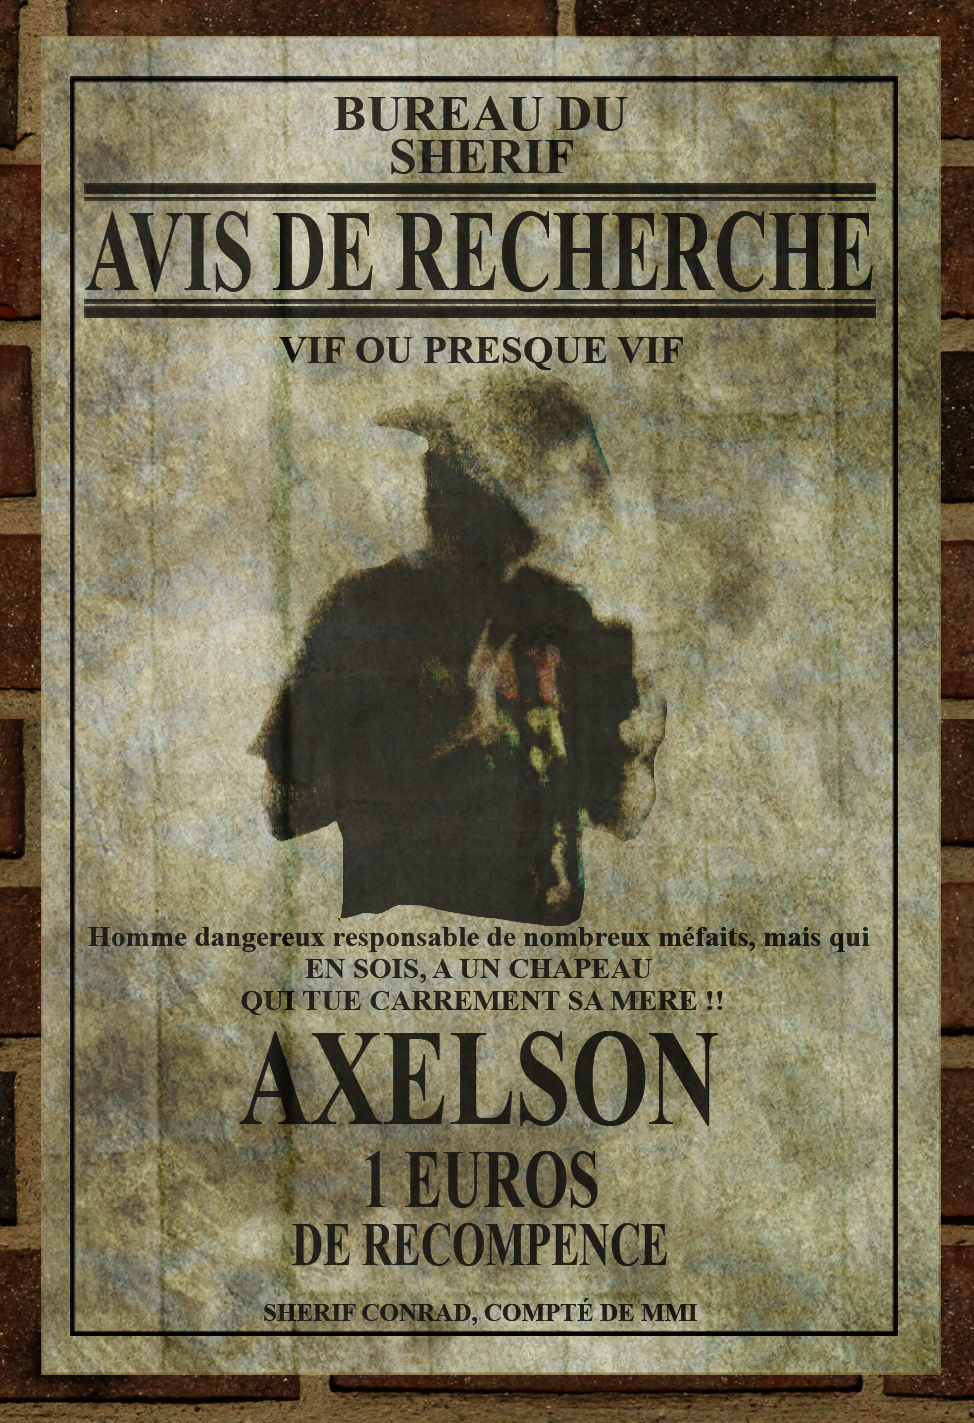 BUREAU DU
SHERIF
AVIS DE RECHERCHE
VIF OU PRESQUE VIF
Homme dangereux responsable de nombreux méfaits, mais qui
EN SOIS, A UN CHAPEAU
QUI TUE CARREMENT SA MERE !!
AXELSON
1 EUROS
DE RECOMPENCE
SHERIF CONRAD, COMPTÉ DE MMI